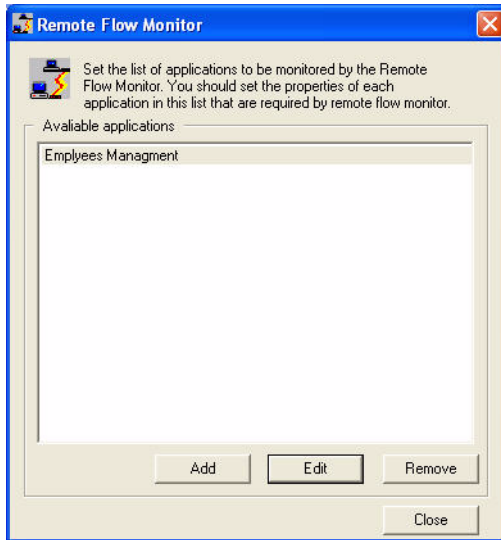 Remote Flow Monitor
Set the list of applications to be monitored by the Remote
Flow Monitor. You should set the properties of each
application in this list that are required by remote flow monitor.
Avaliable applications
Emplyees Managment
Add
Edit
Remove
Close